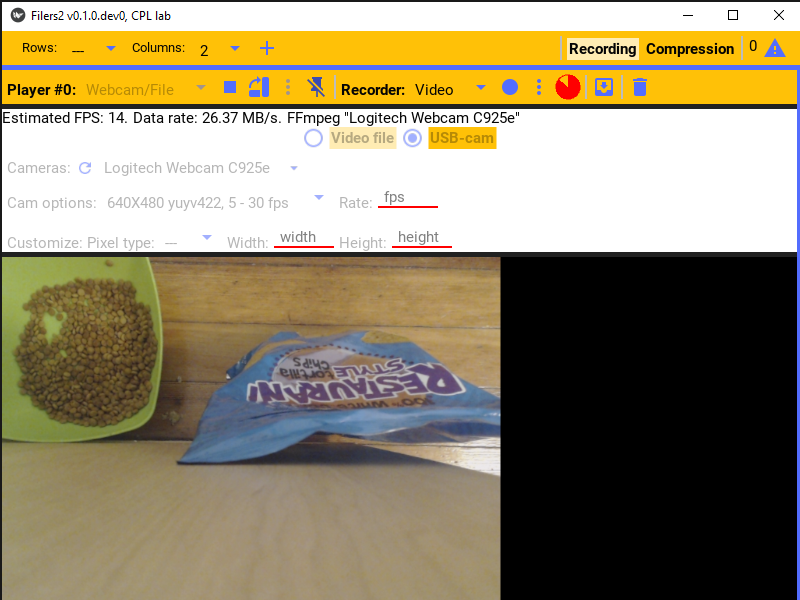 Filers2 v0.1.0.dev0, CPL lab
Rows: --- Columns: 2 Recording Compression 0
Player #0: Webcam/File Recorder: Video
Estimated FPS: 14. Data rate: 26.37 MB/s. FFmpeg "Logitech Webcam C925e"
Video file USB-cam
Cameras: Logitech Webcam C925e
Cam options: 640X480 yuyv422, 5 - 30 fps Rate: fps
Customize: Pixel type: --- Width: width Height: height
RESTAURANT
STYLE
tortilla
Chips
100% White